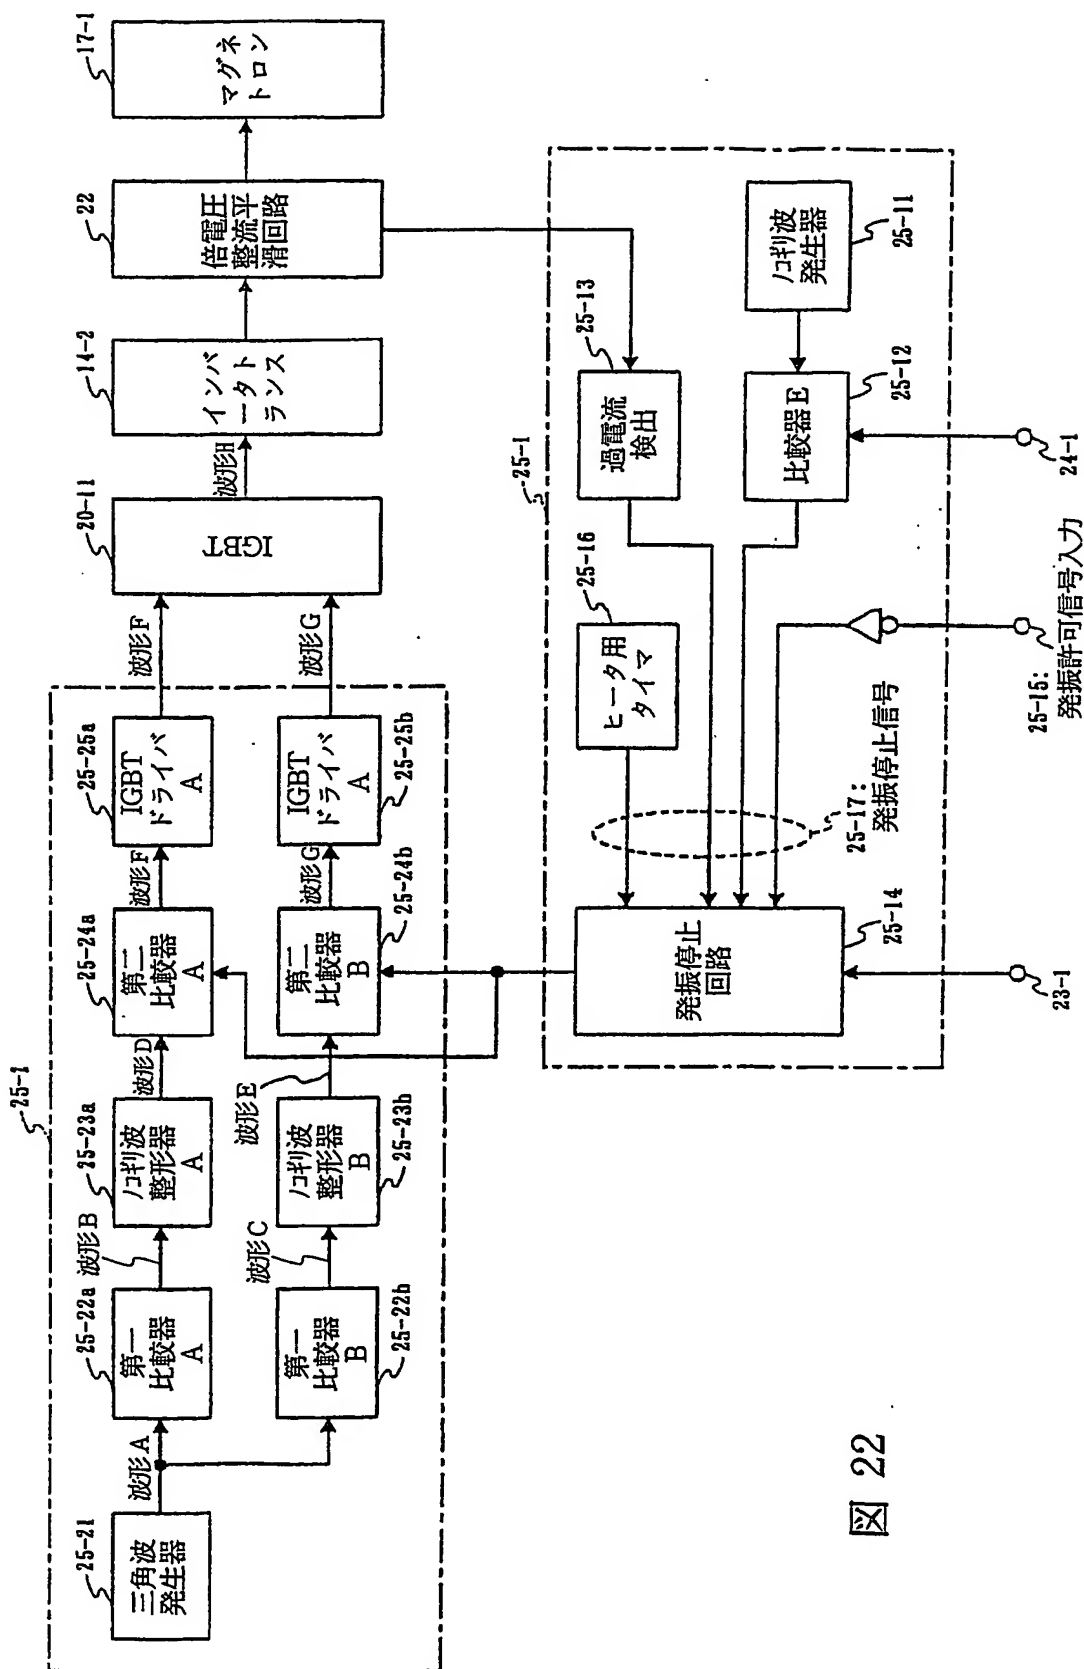 25-1
25-21
三角波
発生器
波形A
25-22a
第一
比較器
A
波形B
25-23a
ﾉｺｷﾞﾘ波
整形器
A
波形D
25-24a
第二
比較器
A
波形F
25-25a
IGBT
ドライバ
A
波形F
25-22b
第一
比較器
B
波形C
25-23b
ﾉｺｷﾞﾘ波
整形器
B
波形E
25-24b
第二
比較器
B
波形G
25-25b
IGBT
ドライバ
A
波形G
20-11
IGBT
波形H
14-2
インバ
ータト
ランス
22
倍電圧
整流平
滑回路
17-1
マグネ
トロン
25-1
25-14
発振停止
回路
25-16
ヒータ用
タイマ
25-13
過電流
検出
25-12
比較器E
25-11
ﾉｺｷﾞﾘ波
発生器
25-17:
発振停止信号
23-1
25-15:
発振許可信号入力
24-1
図 22